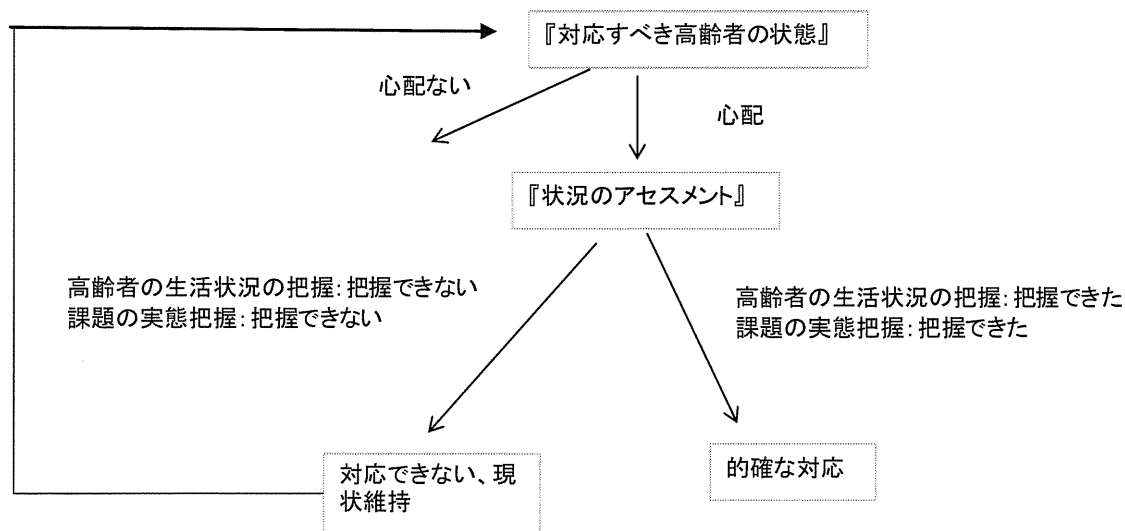 『対応すべき高齢者の状態』
心配ない
心配
『状況のアセスメント』
高齢者の生活状況の把握：把握できない
課題の実態把握：把握できない
高齢者の生活状況の把握：把握できた
課題の実態把握：把握できた
対応できない、現
状維持
的確な対応